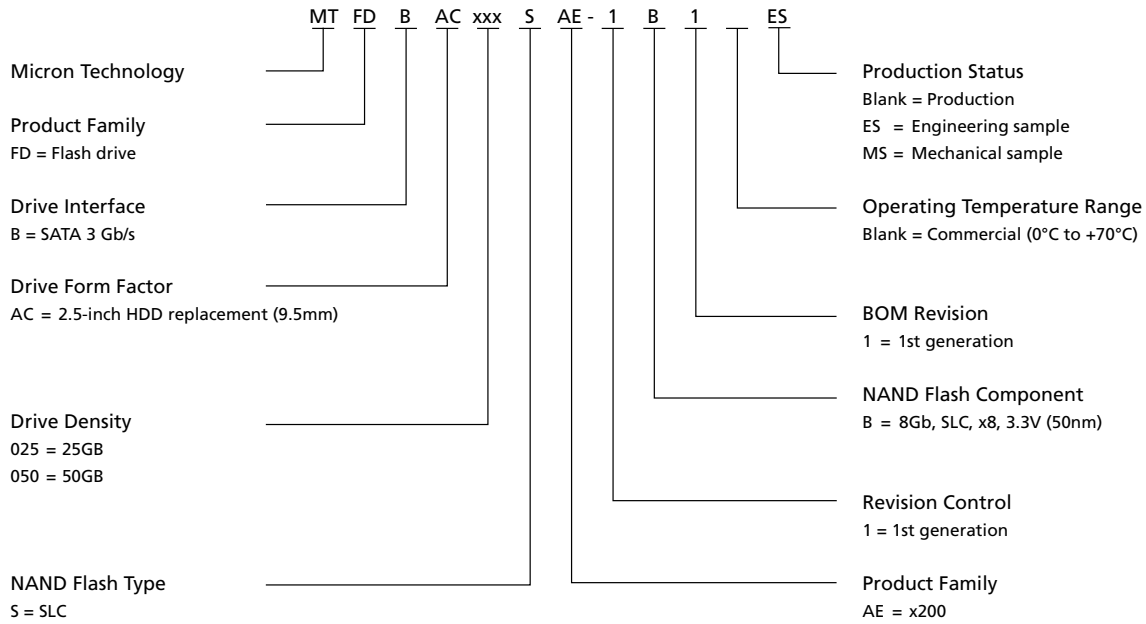 MT FD B AC xxx S AE - 1 B 1 ES
Micron Technology
Product Family
FD = Flash drive
Drive Interface
B = SATA 3 Gb/s
Drive Form Factor
AC = 2.5-inch HDD replacement (9.5mm)
Drive Density
025 = 25GB
050 = 50GB
NAND Flash Type
S = SLC
Production Status
Blank = Production
ES = Engineering sample
MS = Mechanical sample
Operating Temperature Range
Blank = Commercial (0°C to +70°C)
BOM Revision
1 = 1st generation
NAND Flash Component
B = 8Gb, SLC, x8, 3.3V (50nm)
Revision Control
1 = 1st generation
Product Family
AE = x200